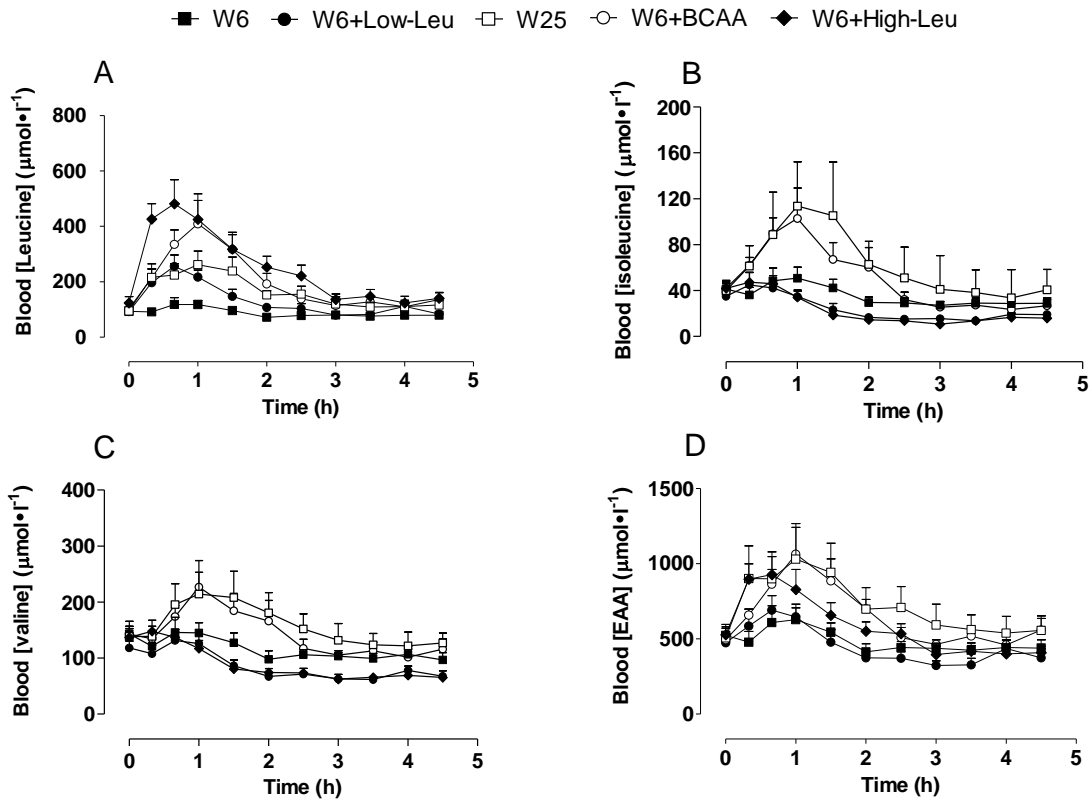 W6 W6+Low-Leu W25 W6+BCAA W6+High-Leu
A
Blood [Leucine] (μmol•l⁻¹)
800
600
400
200
0
0 1 2 3 4 5
Time (h)
B
Blood [isoleucine] (μmol•l⁻¹)
200
160
120
80
40
0
0 1 2 3 4 5
Time (h)
C
Blood [valine] (μmol•l⁻¹)
400
300
200
100
0
0 1 2 3 4 5
Time (h)
D
Blood [EAA] (μmol•l⁻¹)
1500
1000
500
0
0 1 2 3 4 5
Time (h)